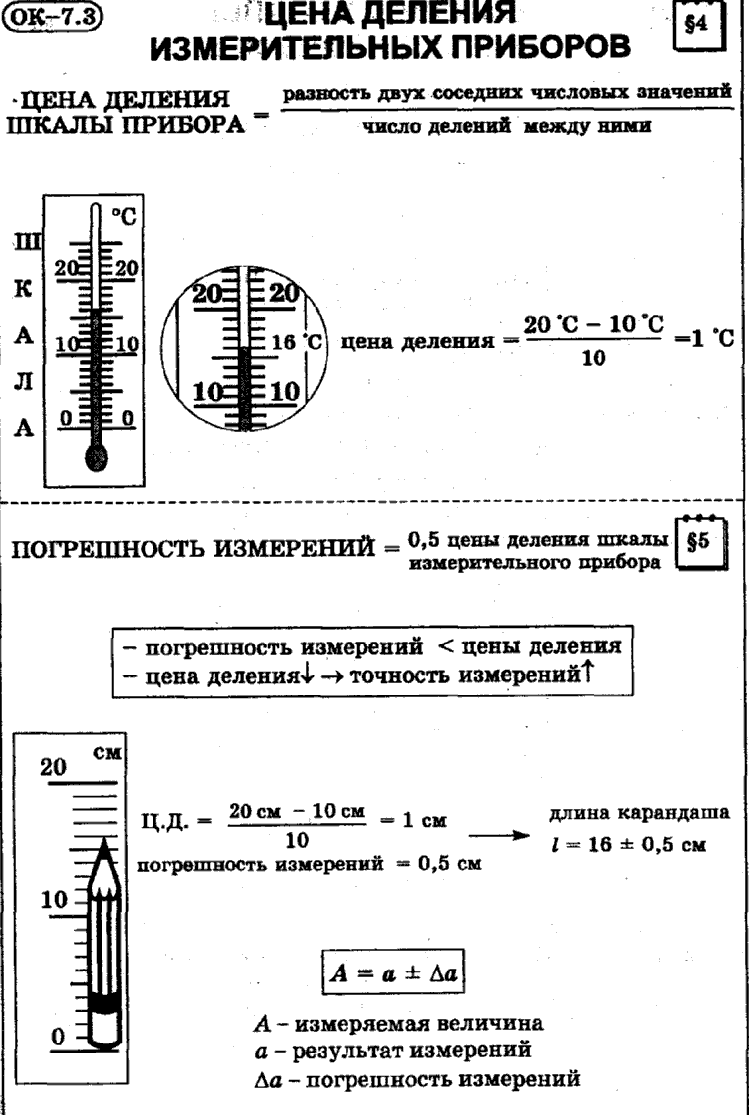 ОК–7.3
ЦЕНА ДЕЛЕНИЯ
ИЗМЕРИТЕЛЬНЫХ ПРИБОРОВ
§4
ЦЕНА ДЕЛЕНИЯ
ШКАЛЫ ПРИБОРА =
разность двух соседних числовых значений
число делений между ними
ШКАЛА
°С
20 20
10 10
0 0
20 20
16 °С
10 10
цена деления = (20 °С – 10 °С) / 10 = 1 °С
ПОГРЕШНОСТЬ ИЗМЕРЕНИЙ = 0,5 цены деления шкалы
измерительного прибора
§5
– погрешность измерений < цены деления
– цена деления↓ → точность измерений↑
см
20
10
0
Ц.Д. = (20 см – 10 см) / 10 = 1 см
погрешность измерений = 0,5 см
длина карандаша
l = 16 ± 0,5 см
A = a ± Δa
A – измеряемая величина
a – результат измерений
Δa – погрешность измерений